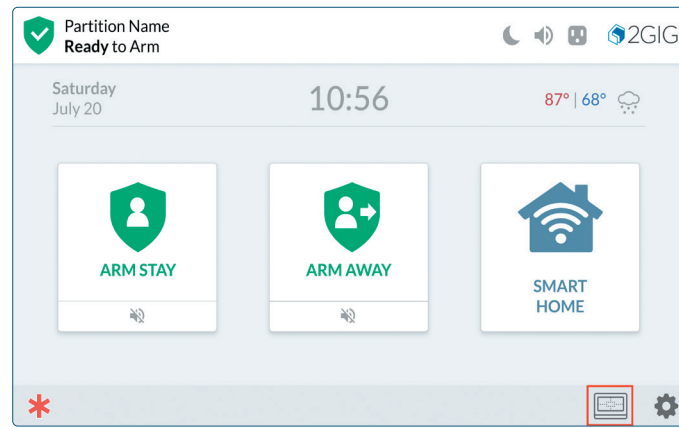 Partition Name
Ready to Arm
2GIG
Saturday
July 20
10:56
87° | 68°
ARM STAY
ARM AWAY
SMART
HOME